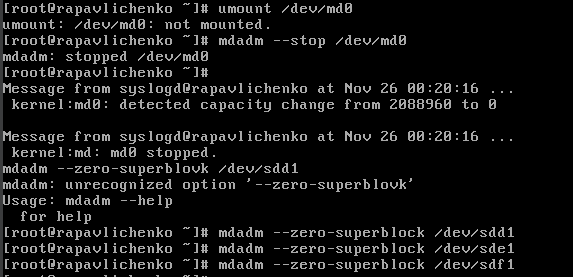 [root@rapavlichenko ~]# umount /dev/md0
umount: /dev/md0: not mounted.
[root@rapavlichenko ~]# mdadm --stop /dev/md0
mdadm: stopped /dev/md0
[root@rapavlichenko ~]#
Message from syslogd@rapavlichenko at Nov 26 00:20:16 ...
 kernel:md0: detected capacity change from 2088960 to 0

Message from syslogd@rapavlichenko at Nov 26 00:20:16 ...
 kernel:md: md0 stopped.
mdadm --zero-superblovk /dev/sdd1
mdadm: unrecognized option '--zero-superblovk'
Usage: mdadm --help
  for help
[root@rapavlichenko ~]# mdadm --zero-superblock /dev/sdd1
[root@rapavlichenko ~]# mdadm --zero-superblock /dev/sde1
[root@rapavlichenko ~]# mdadm --zero-superblock /dev/sdf1